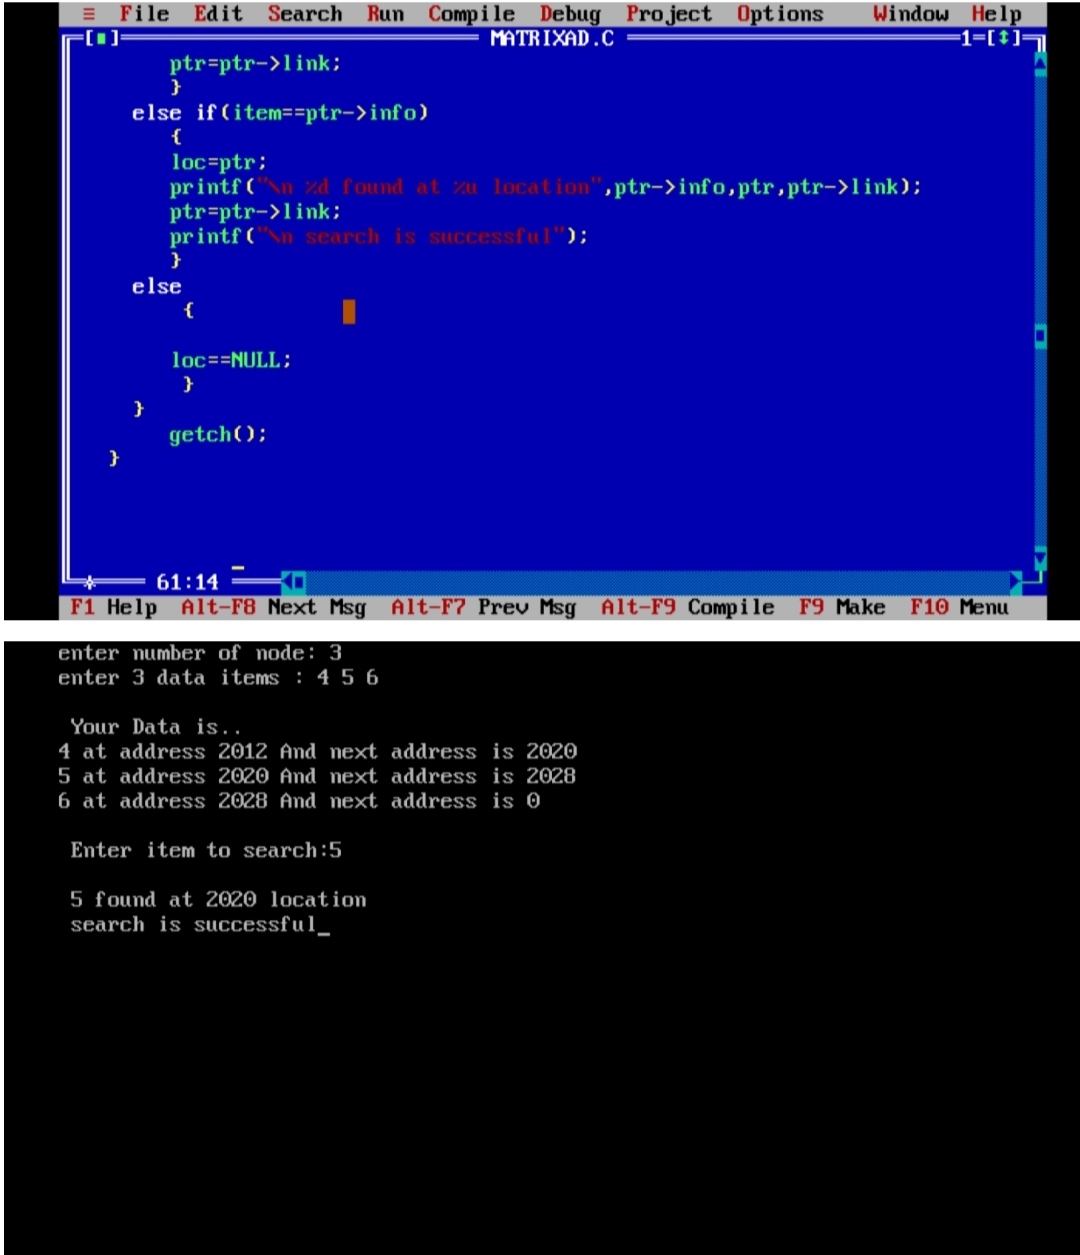 ≡ File Edit Search Run Compile Debug Project Options Window Help
[■] MATRIXAD.C 1=[↕]
ptr=ptr->link;
}
else if(item==ptr->info)
{
loc=ptr;
printf("\n %d found at %u location",ptr->info,ptr,ptr->link);
ptr=ptr->link;
printf("\n search is successful");
}
else
{
loc==NULL;
}
}
getch();
}
61:14
F1 Help Alt-F8 Next Msg Alt-F7 Prev Msg Alt-F9 Compile F9 Make F10 Menu
enter number of node: 3
enter 3 data items : 4 5 6
Your Data is..
4 at address 2012 And next address is 2020
5 at address 2020 And next address is 2028
6 at address 2028 And next address is 0
Enter item to search:5
5 found at 2020 location
search is successful_